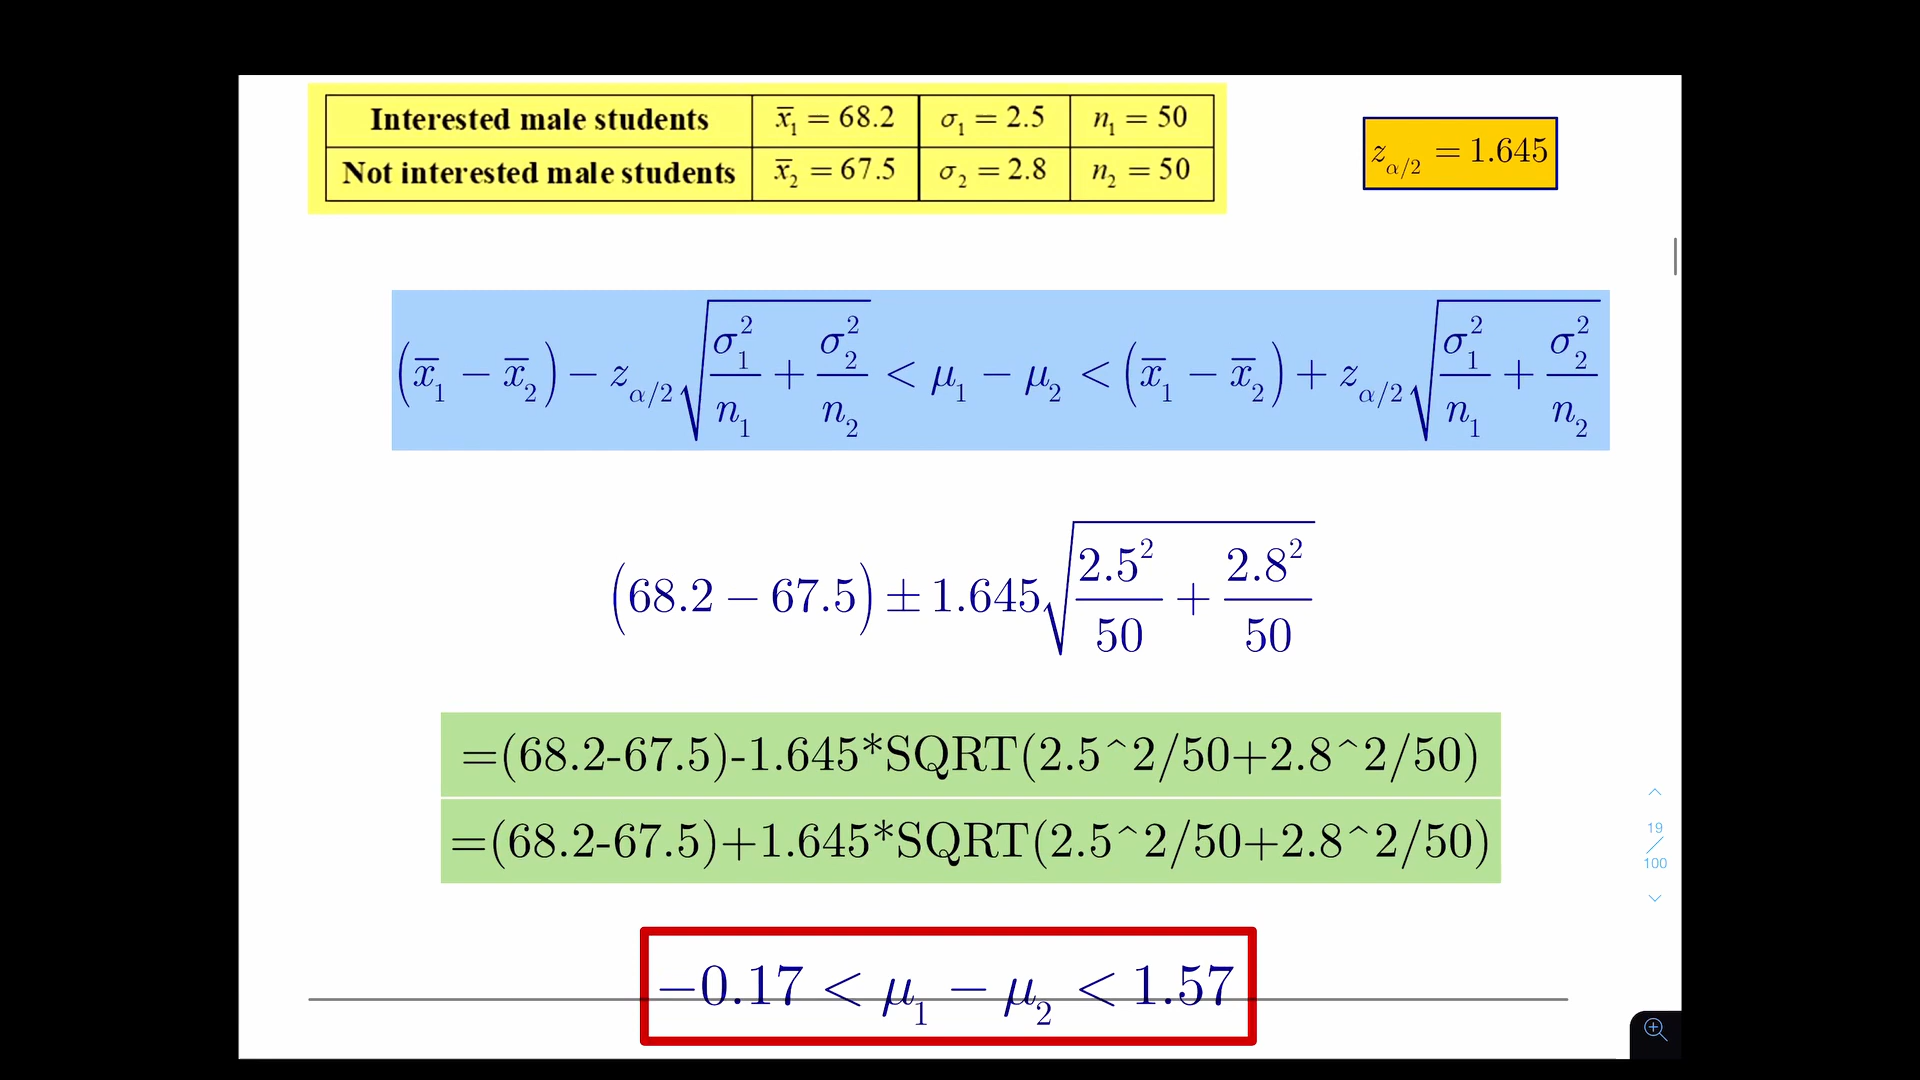 Interested male students x̄₁ = 68.2 σ₁ = 2.5 n₁ = 50
Not interested male students x̄₂ = 67.5 σ₂ = 2.8 n₂ = 50
z_{α/2} = 1.645
(x̄₁ − x̄₂) − z_{α/2} √(σ₁²/n₁ + σ₂²/n₂) < μ₁ − μ₂ < (x̄₁ − x̄₂) + z_{α/2} √(σ₁²/n₁ + σ₂²/n₂)
(68.2 − 67.5) ± 1.645 √(2.5²/50 + 2.8²/50)
=(68.2-67.5)-1.645*SQRT(2.5^2/50+2.8^2/50)
=(68.2-67.5)+1.645*SQRT(2.5^2/50+2.8^2/50)
−0.17 < μ₁ − μ₂ < 1.57
19
/
100